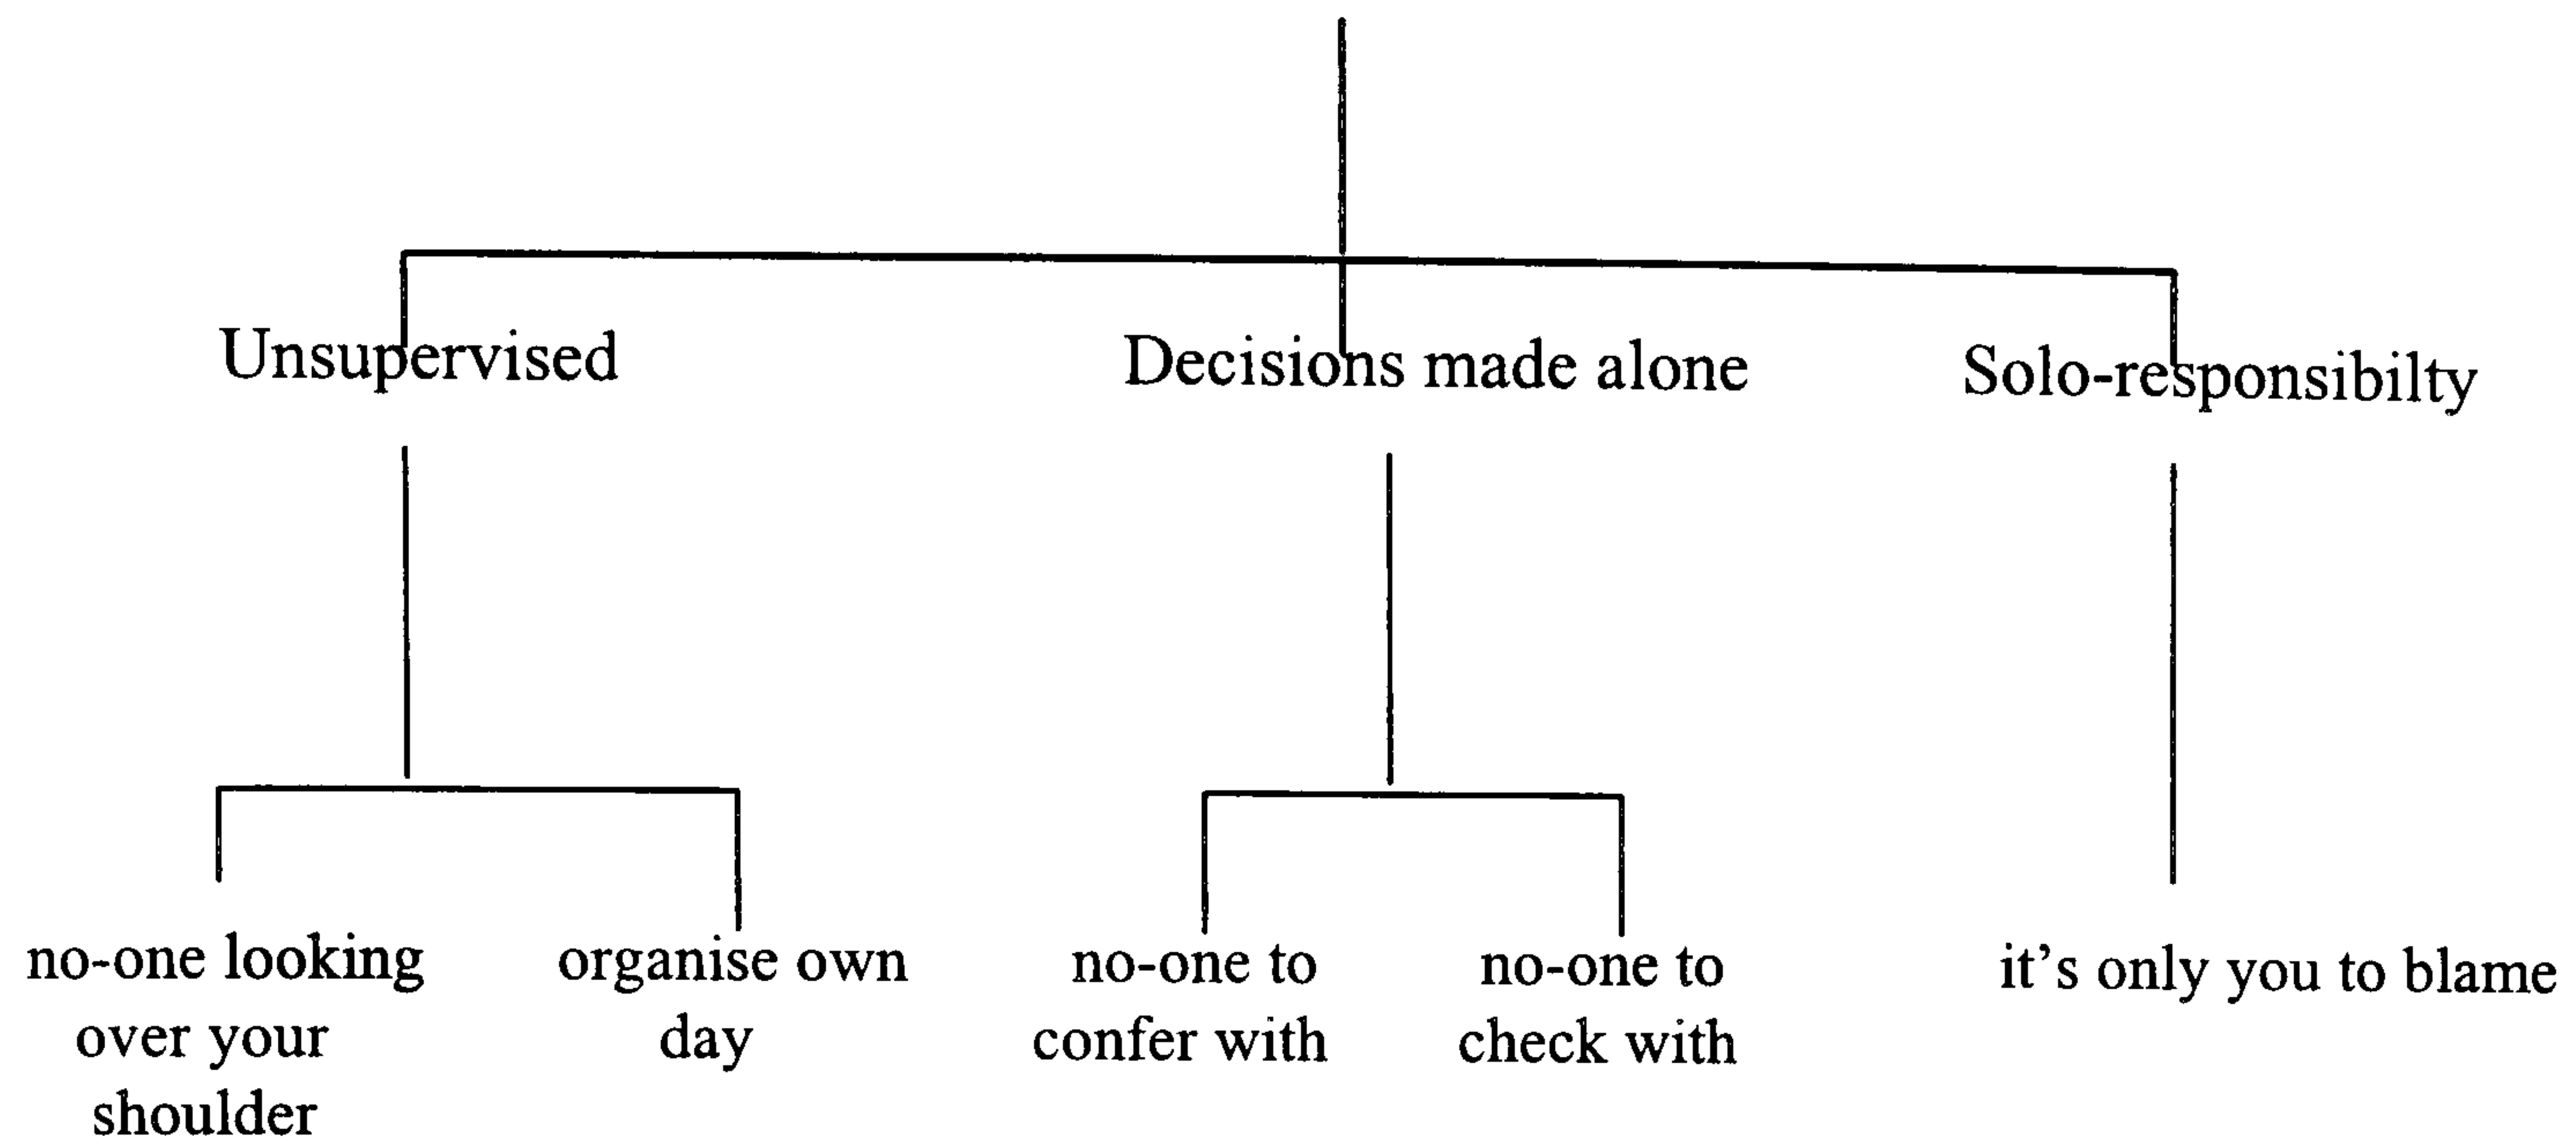 Unsupervised
Decisions made alone
Solo-responsibilty
no-one looking
over your
shoulder
organise own
day
no-one to
confer with
no-one to
check with
it's only you to blame